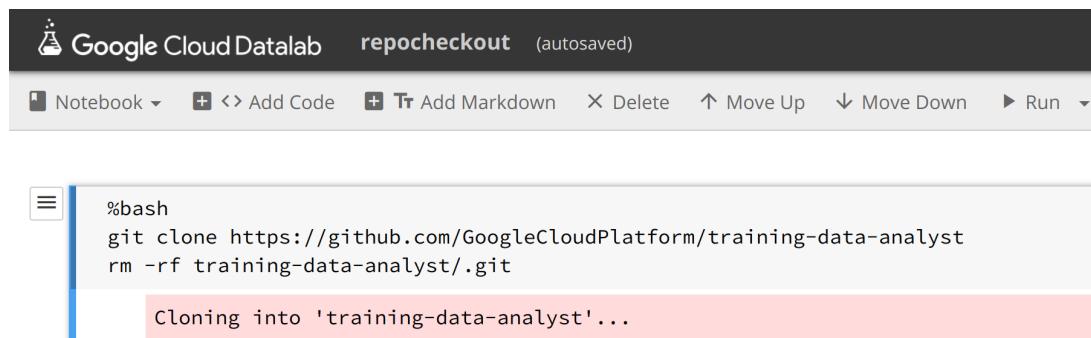 Google Cloud Datalab repocheckout (autosaved)
Notebook <> Add Code Tт Add Markdown Delete Move Up Move Down Run
%bash
git clone https://github.com/GoogleCloudPlatform/training-data-analyst
rm -rf training-data-analyst/.git
Cloning into 'training-data-analyst'...